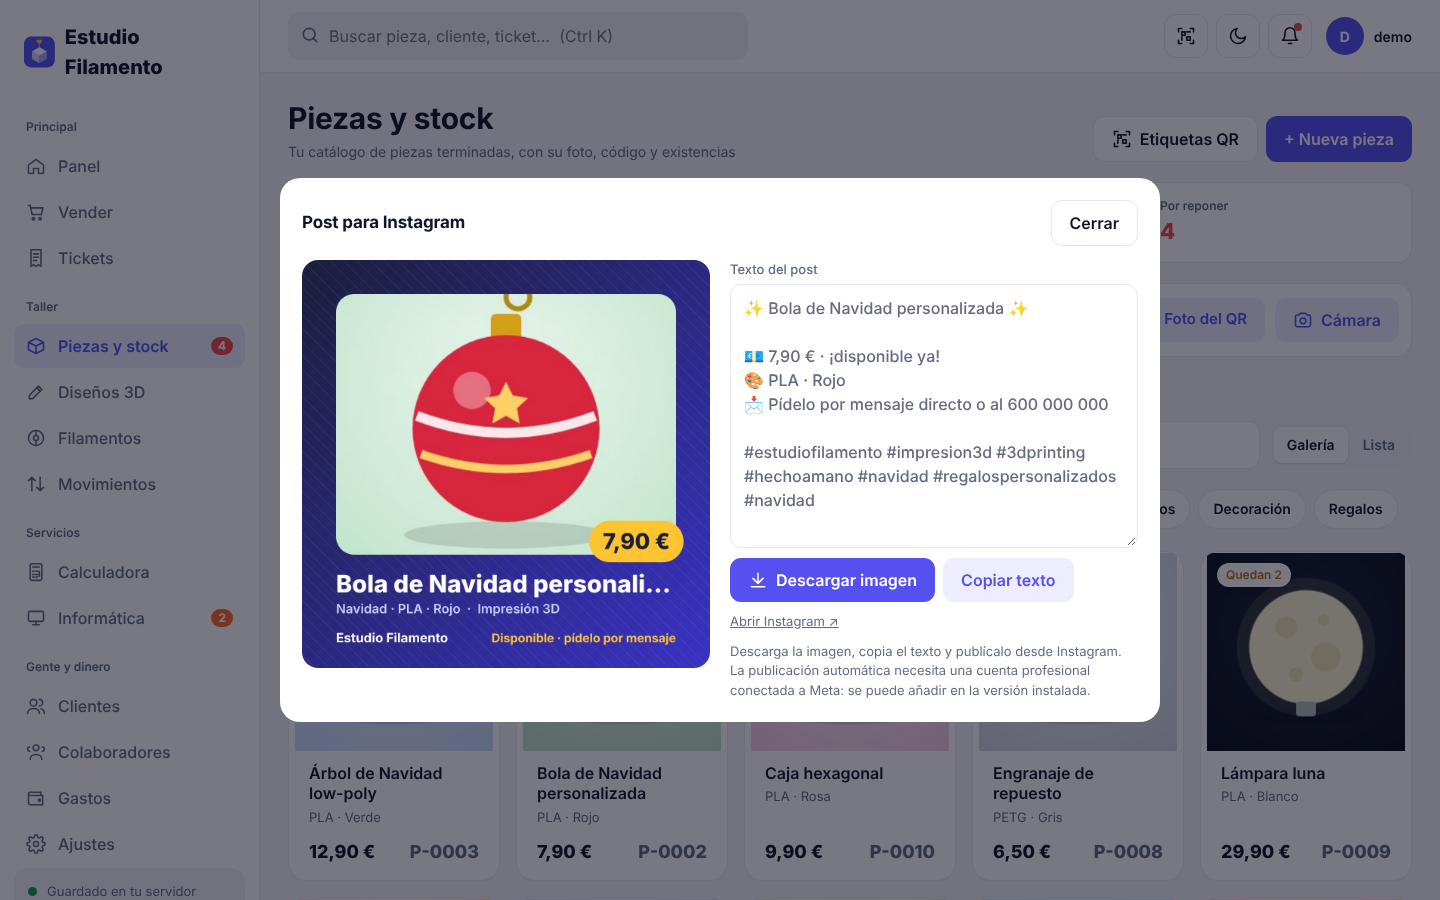 Estudio
Filamento
Buscar pieza, cliente, ticket... (Ctrl K)
D
demo
Principal
Panel
Vender
Tickets
Taller
Piezas y stock
4
Diseños 3D
Filamentos
Movimientos
Servicios
Calculadora
Informática
2
Gente y dinero
Clientes
Colaboradores
Gastos
Ajustes
Guardado en tu servidor
Piezas y stock
Tu catálogo de piezas terminadas, con su foto, código y existencias
Etiquetas QR
+ Nueva pieza
Por reponer
4
Foto del QR
Cámara
Galería
Lista
Decoración
Regalos
Post para Instagram
Cerrar
7,90 €
Bola de Navidad personali...
Navidad · PLA · Rojo · Impresión 3D
Estudio Filamento
Disponible · pídelo por mensaje
Texto del post
✨ Bola de Navidad personalizada ✨
💶 7,90 € · ¡disponible ya!
🎨 PLA · Rojo
📩 Pídelo por mensaje directo o al 600 000 000
#estudiofilamento #impresion3d #3dprinting
#hechoamano #navidad #regalospersonalizados
#navidad
Descargar imagen
Copiar texto
Abrir Instagram ↗
Descarga la imagen, copia el texto y publícalo desde Instagram.
La publicación automática necesita una cuenta profesional
conectada a Meta: se puede añadir en la versión instalada.
Árbol de Navidad
low-poly
PLA · Verde
12,90 €
P-0003
Bola de Navidad
personalizada
PLA · Rojo
7,90 €
P-0002
Caja hexagonal
PLA · Rosa
9,90 €
P-0010
Engranaje de
repuesto
PETG · Gris
6,50 €
P-0008
Quedan 2
Lámpara luna
PLA · Blanco
29,90 €
P-0009